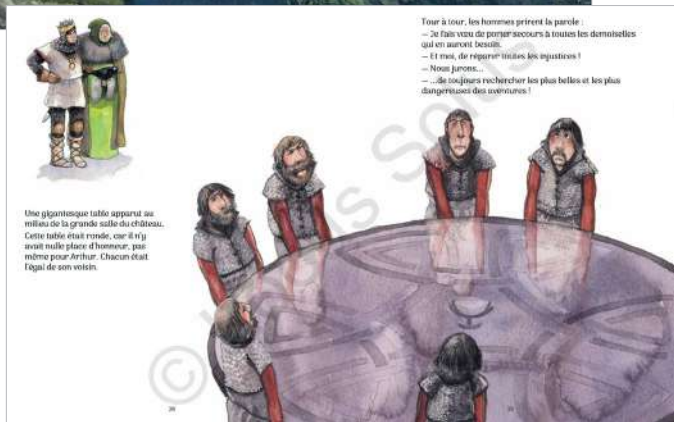 Tour à tour, les hommes prirent la parole :
— Je fais vœu de porter secours à toutes les demoiselles
qui en auront besoin.
— Et moi, de réparer toutes les injustices !
— Nous jurons...
— ...de toujours rechercher les plus belles et les plus
dangereuses des aventures !
Une gigantesque table apparut au
milieu de la grande salle du château.
Cette table était ronde, car il n'y
avait nulle place d'honneur, pas
même pour Arthur. Chacun était
l'égal de son voisin.